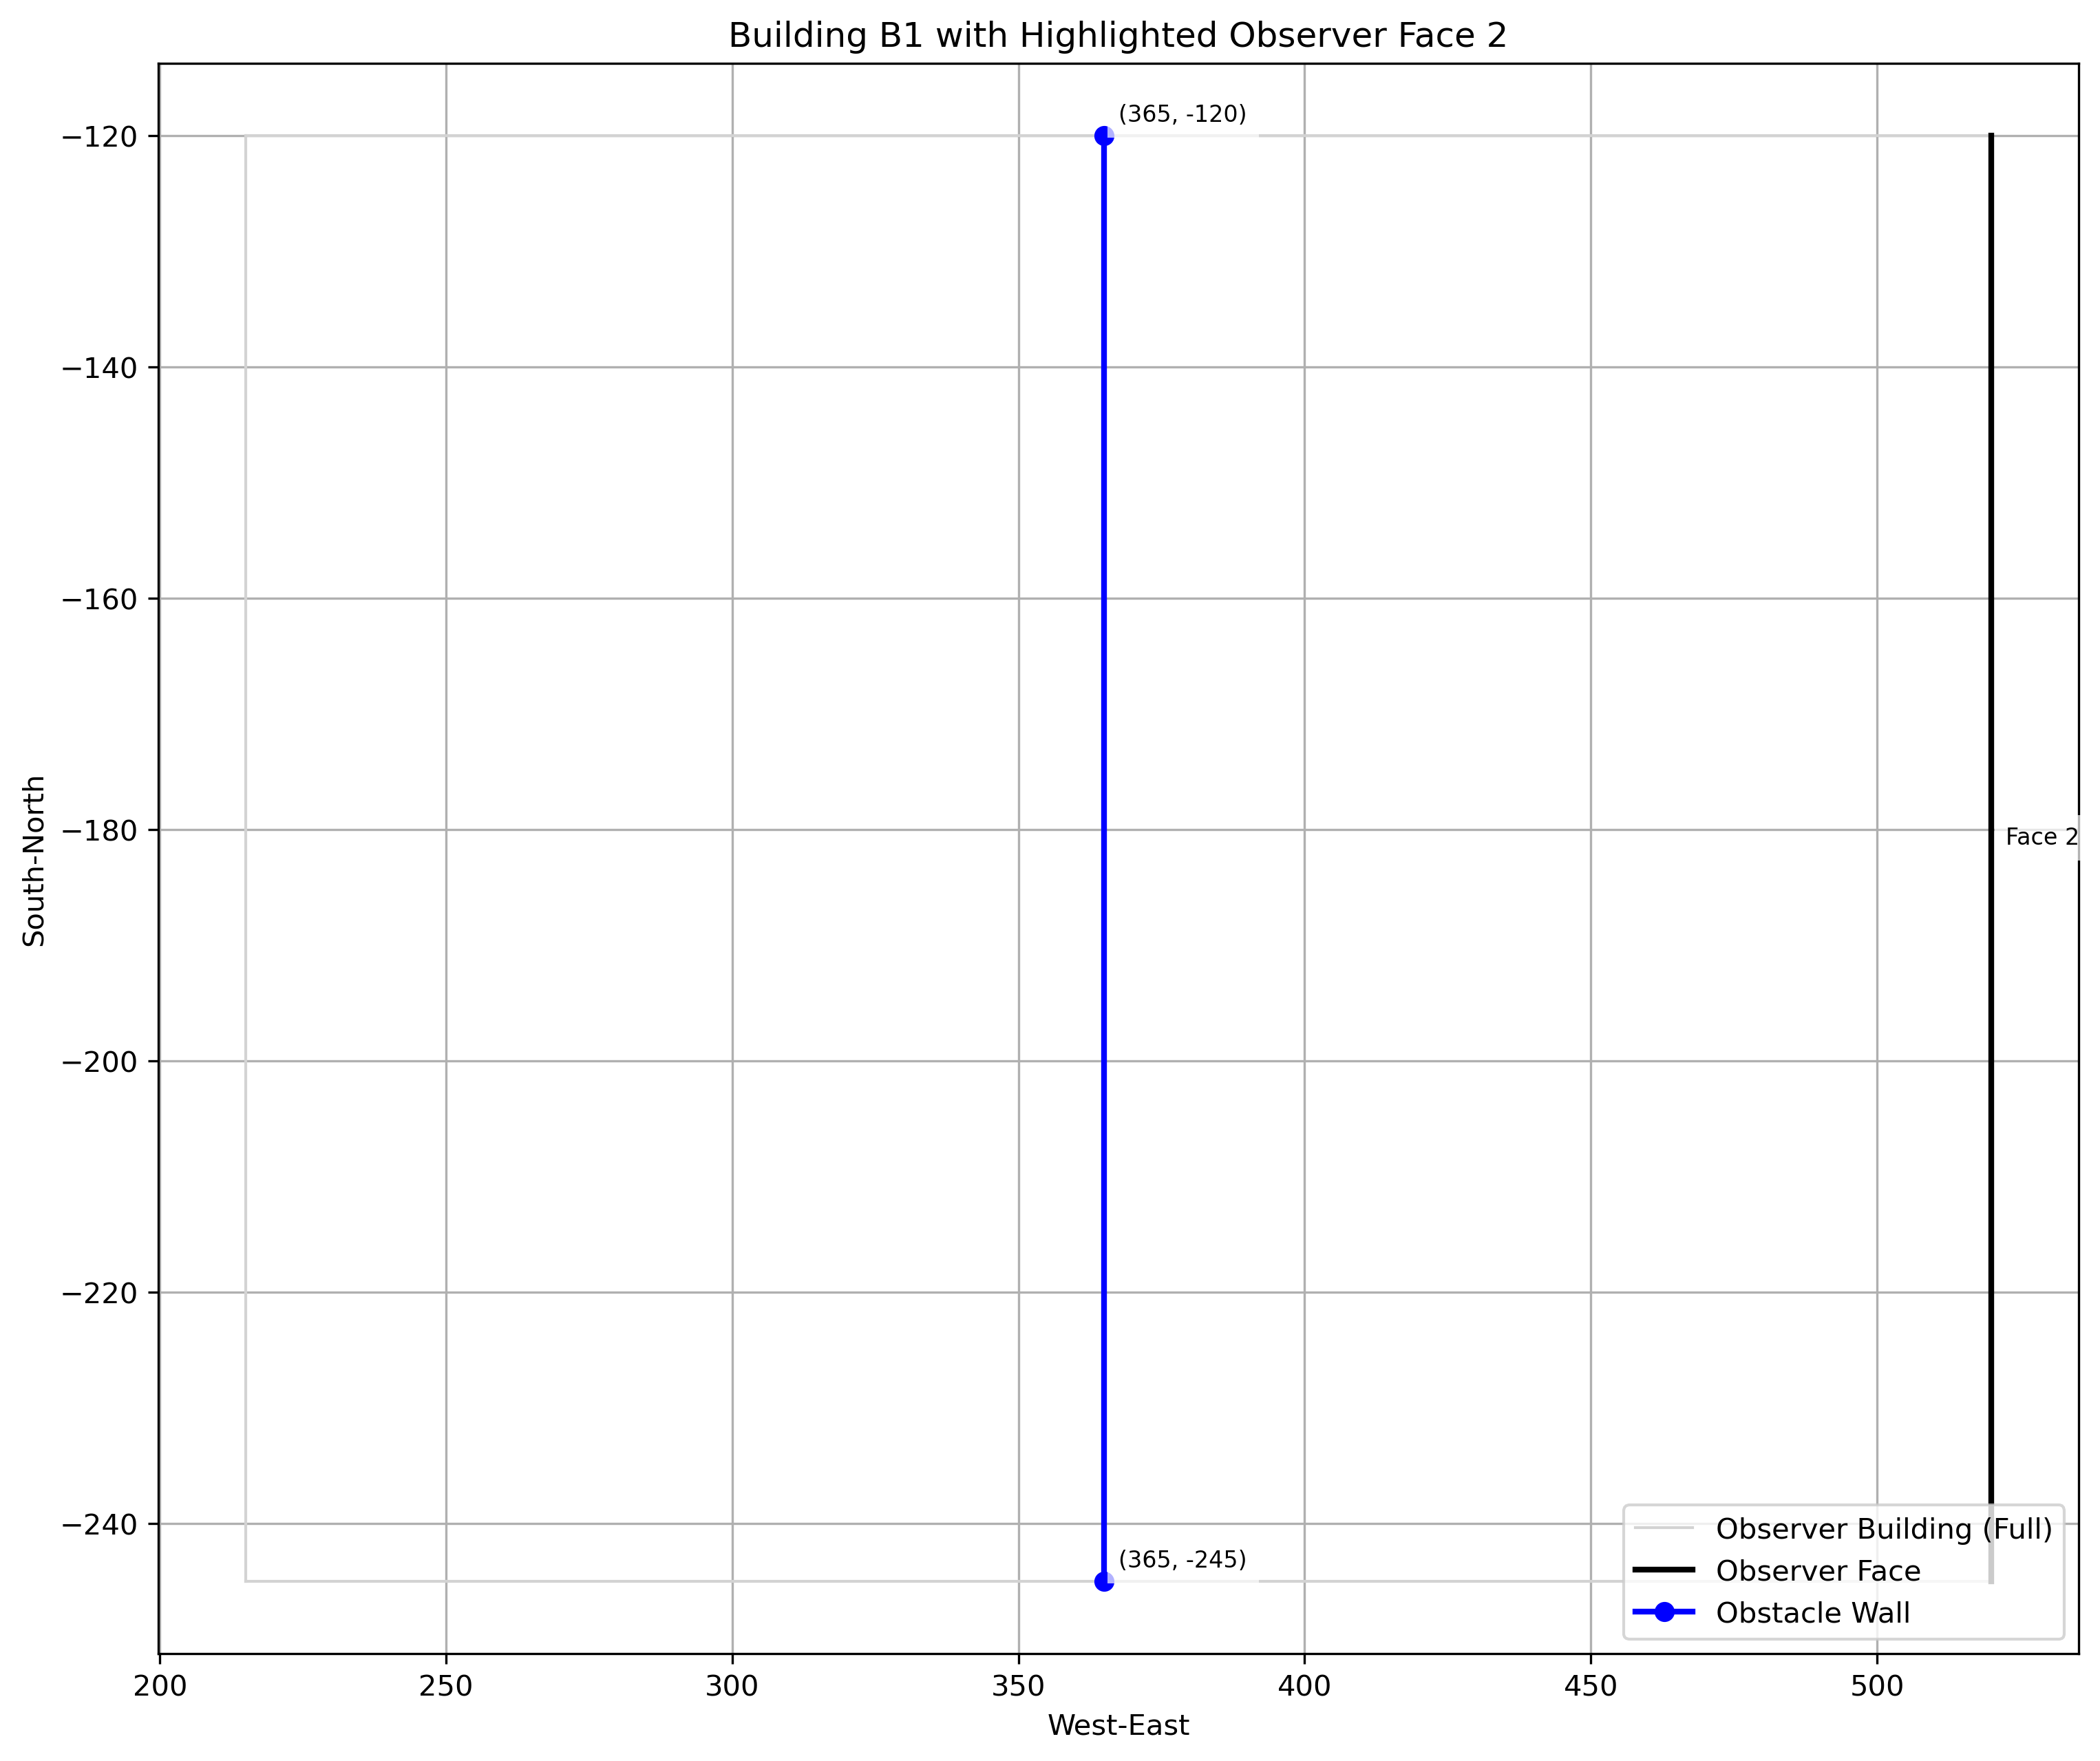 Building B1 with Highlighted Observer Face 2
(365, -120)
−120
−140
−160
−180
Face 2
−200
−220
−240
(365, -245)
South-North
Observer Building (Full)
Observer Face
Obstacle Wall
200 250 300 350 400 450 500
West-East